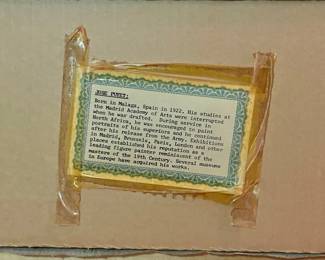 JOSE PUYET:
Born in Malaga, Spain in 1922. His studies at
the Madrid Academy of Arts were interrupted
when he was drafted. During service in
North Africa, he was encouraged to paint
portraits of his superiors and he continued
after his release from the Army. Exhibitions
in Madrid, Brussels, Paris, London and other
places established his reputation as a
leading figure painter reminiscent of the
masters of the 19th Century. Several museums
in Europe have acquired his works.